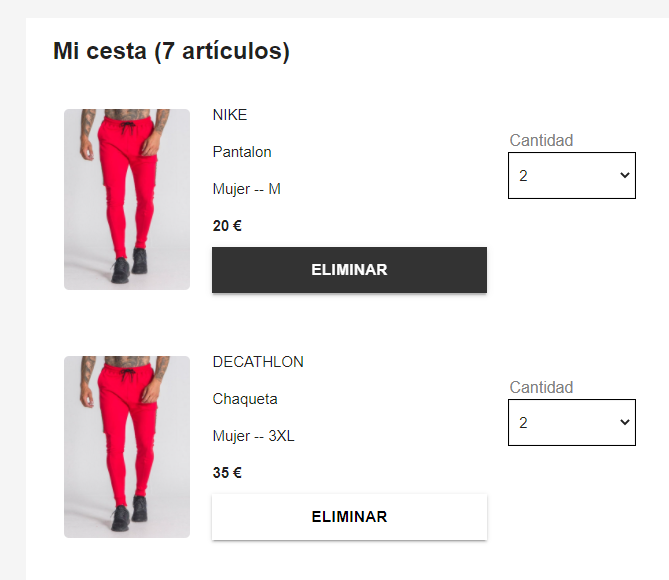 Mi cesta (7 artículos)
NIKE
Pantalon
Mujer -- M
20 €
ELIMINAR
Cantidad
2
DECATHLON
Chaqueta
Mujer -- 3XL
35 €
ELIMINAR
Cantidad
2